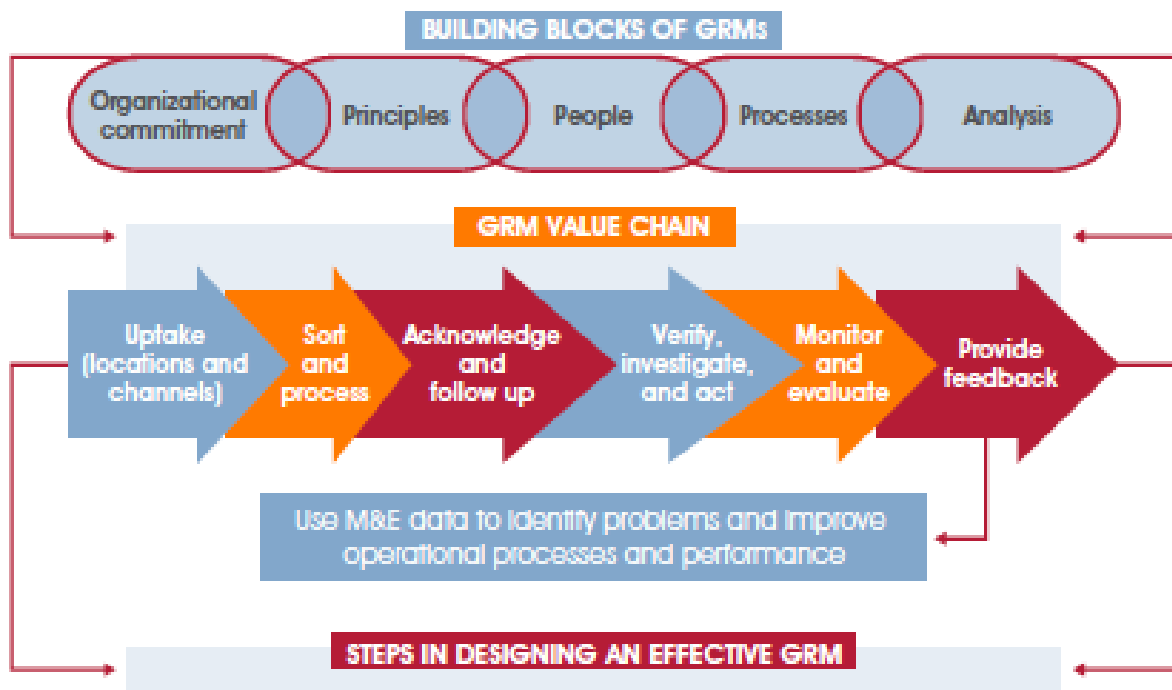 BUILDING BLOCKS OF GRMs
Organizational
commitment
Principles
People
Processes
Analysis
GRM VALUE CHAIN
Uptake
(locations and
channels)
Sort
and
process
Acknowledge
and
follow up
Verify,
investigate,
and act
Monitor
and
evaluate
Provide
feedback
Use M&E data to identify problems and improve
operational processes and performance
STEPS IN DESIGNING AN EFFECTIVE GRM